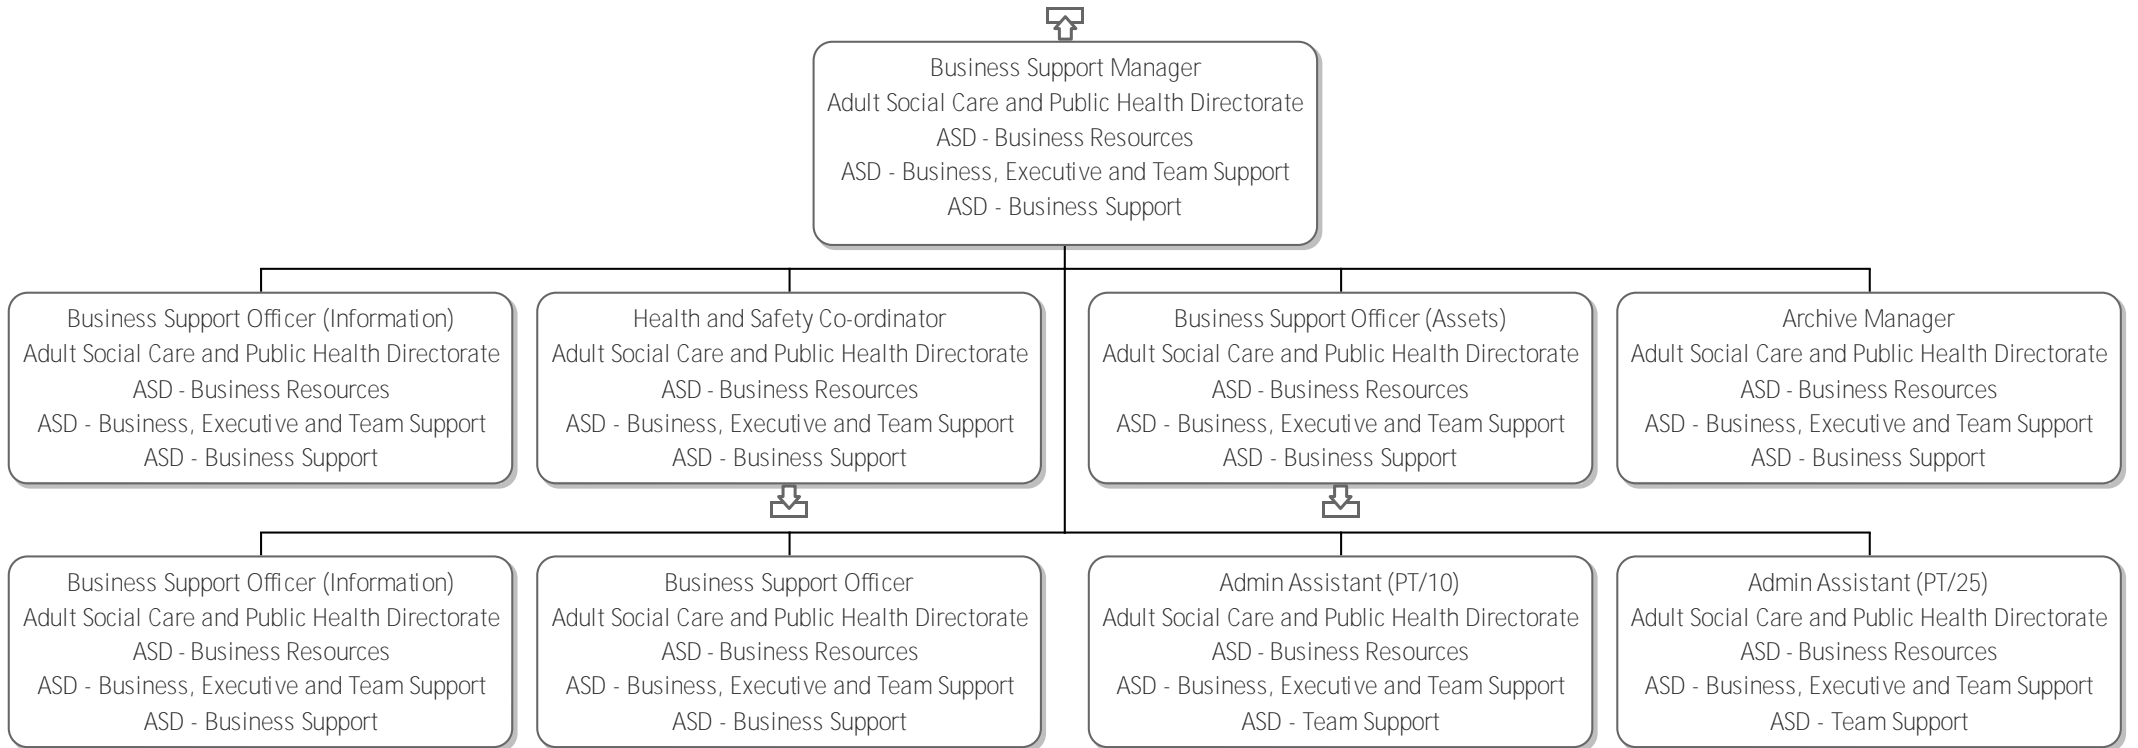 Business Support Manager
Adult Social Care and Public Health Directorate
ASD - Business Resources
ASD - Business, Executive and Team Support
ASD - Business Support
Business Support Officer (Information)
Adult Social Care and Public Health Directorate
ASD - Business Resources
ASD - Business, Executive and Team Support
ASD - Business Support
Health and Safety Co-ordinator
Adult Social Care and Public Health Directorate
ASD - Business Resources
ASD - Business, Executive and Team Support
ASD - Business Support
Business Support Officer (Assets)
Adult Social Care and Public Health Directorate
ASD - Business Resources
ASD - Business, Executive and Team Support
ASD - Business Support
Archive Manager
Adult Social Care and Public Health Directorate
ASD - Business Resources
ASD - Business, Executive and Team Support
ASD - Business Support
Business Support Officer (Information)
Adult Social Care and Public Health Directorate
ASD - Business Resources
ASD - Business, Executive and Team Support
ASD - Business Support
Business Support Officer
Adult Social Care and Public Health Directorate
ASD - Business Resources
ASD - Business, Executive and Team Support
ASD - Business Support
Admin Assistant (PT/10)
Adult Social Care and Public Health Directorate
ASD - Business Resources
ASD - Business, Executive and Team Support
ASD - Team Support
Admin Assistant (PT/25)
Adult Social Care and Public Health Directorate
ASD - Business Resources
ASD - Business, Executive and Team Support
ASD - Team Support